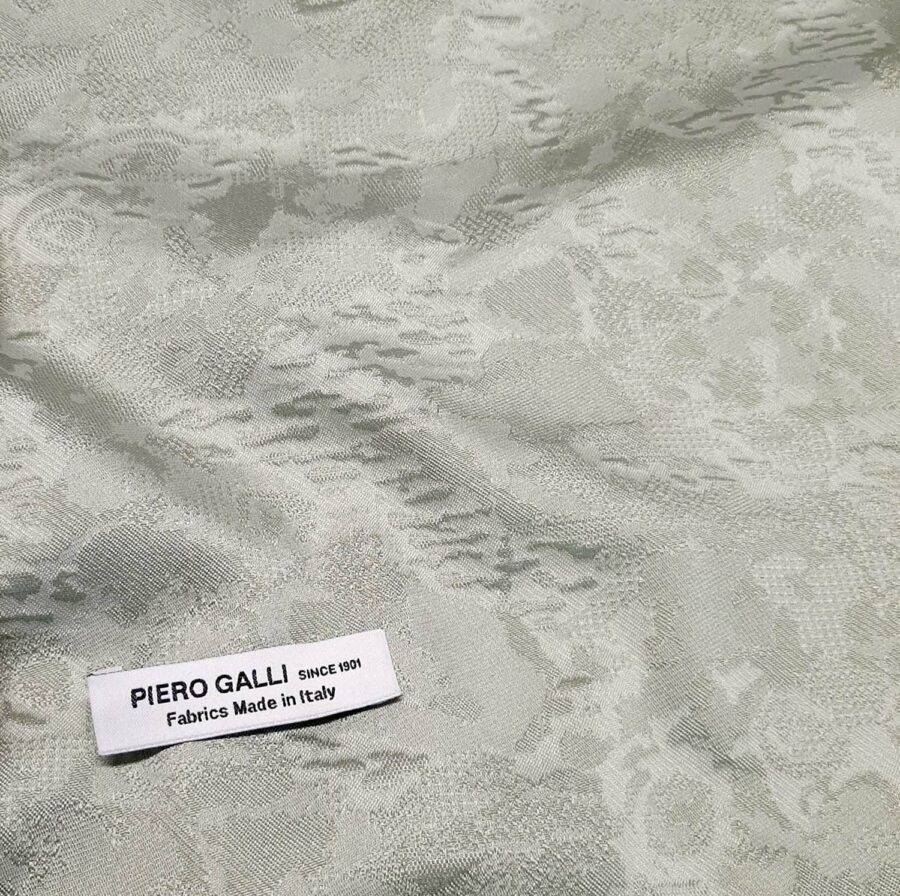 PIERO GALLI SINCE 1901
Fabrics Made in Italy